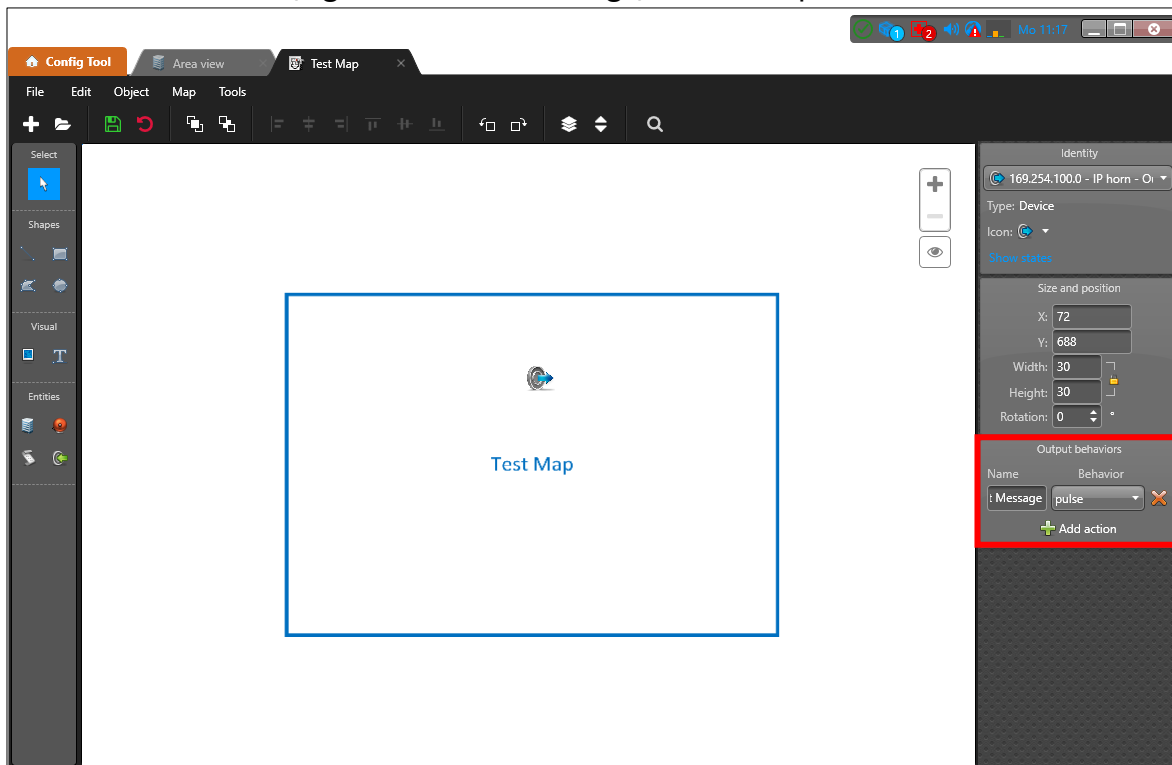 1
2
Mo 11:17
Config Tool
Area view
Test Map
File Edit Object Map Tools
Select
Shapes
Visual
T
Entities
Test Map
Identity
169.254.100.0 - IP horn -
Type: Device
Icon:
Show states
Size and position
X: 72
Y: 688
Width: 30
Height: 30
Rotation: 0 °
Output behaviors
Name Behavior
t Message pulse
Add action